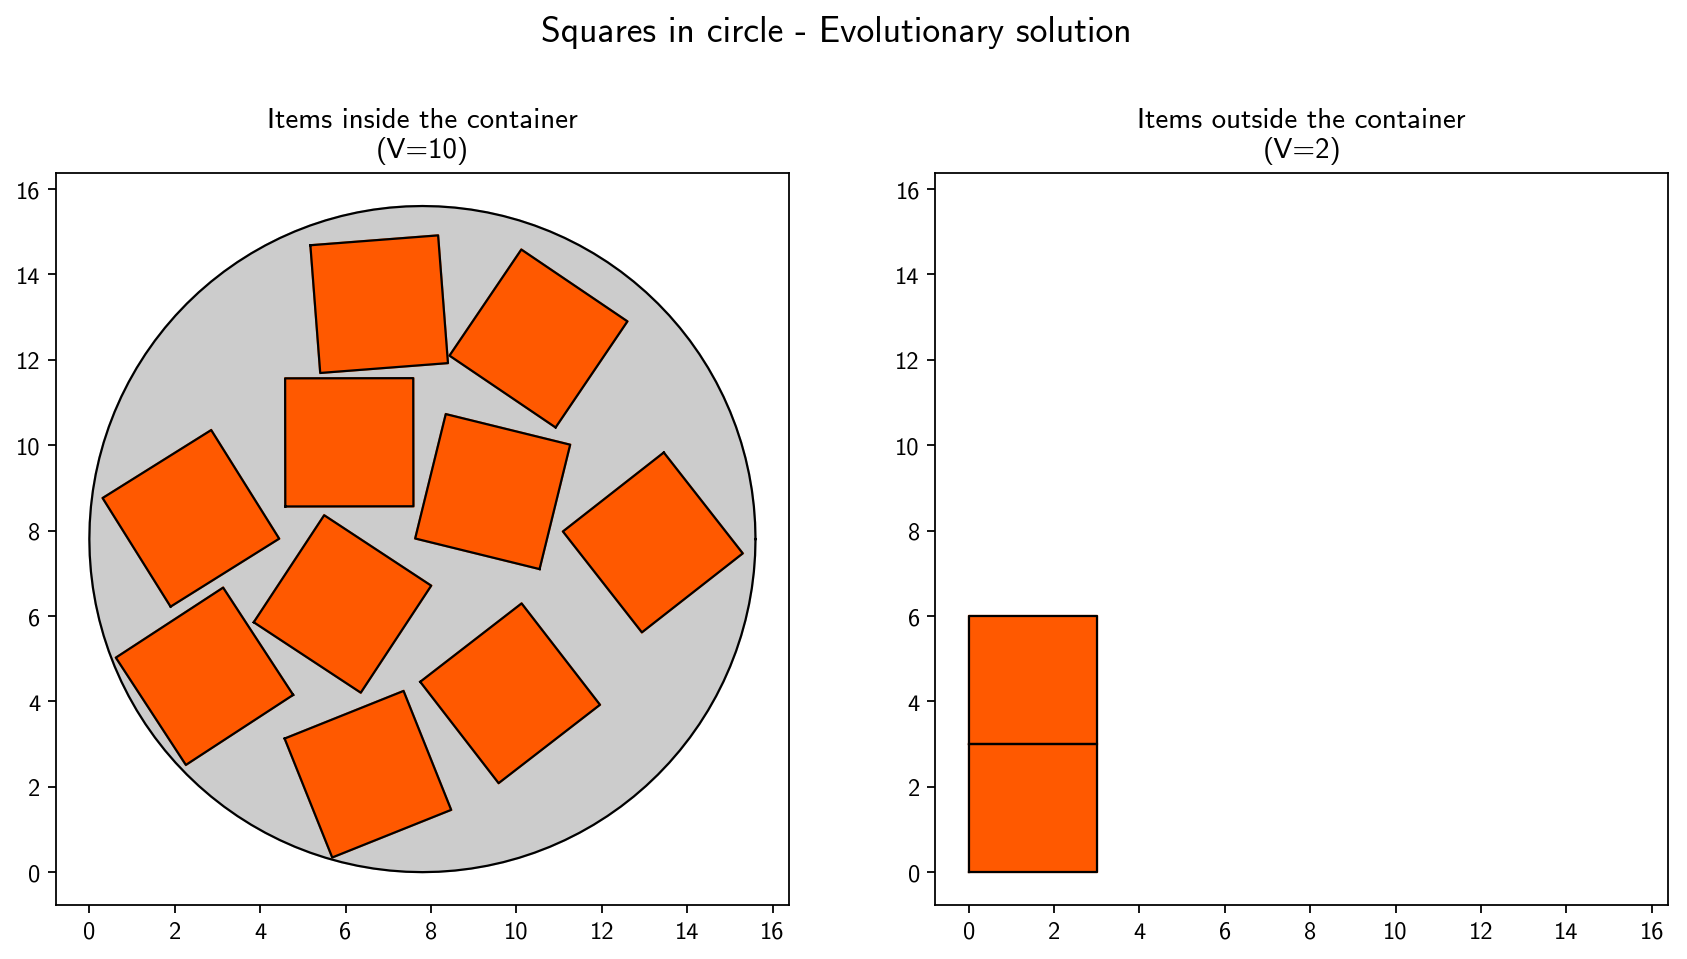 Squares in circle - Evolutionary solution
Items inside the container
(V=10)
16
14
12
10
8
6
4
2
0
0 2 4 6 8 10 12 14 16
Items outside the container
(V=2)
16
14
12
10
8
6
4
2
0
0 2 4 6 8 10 12 14 16